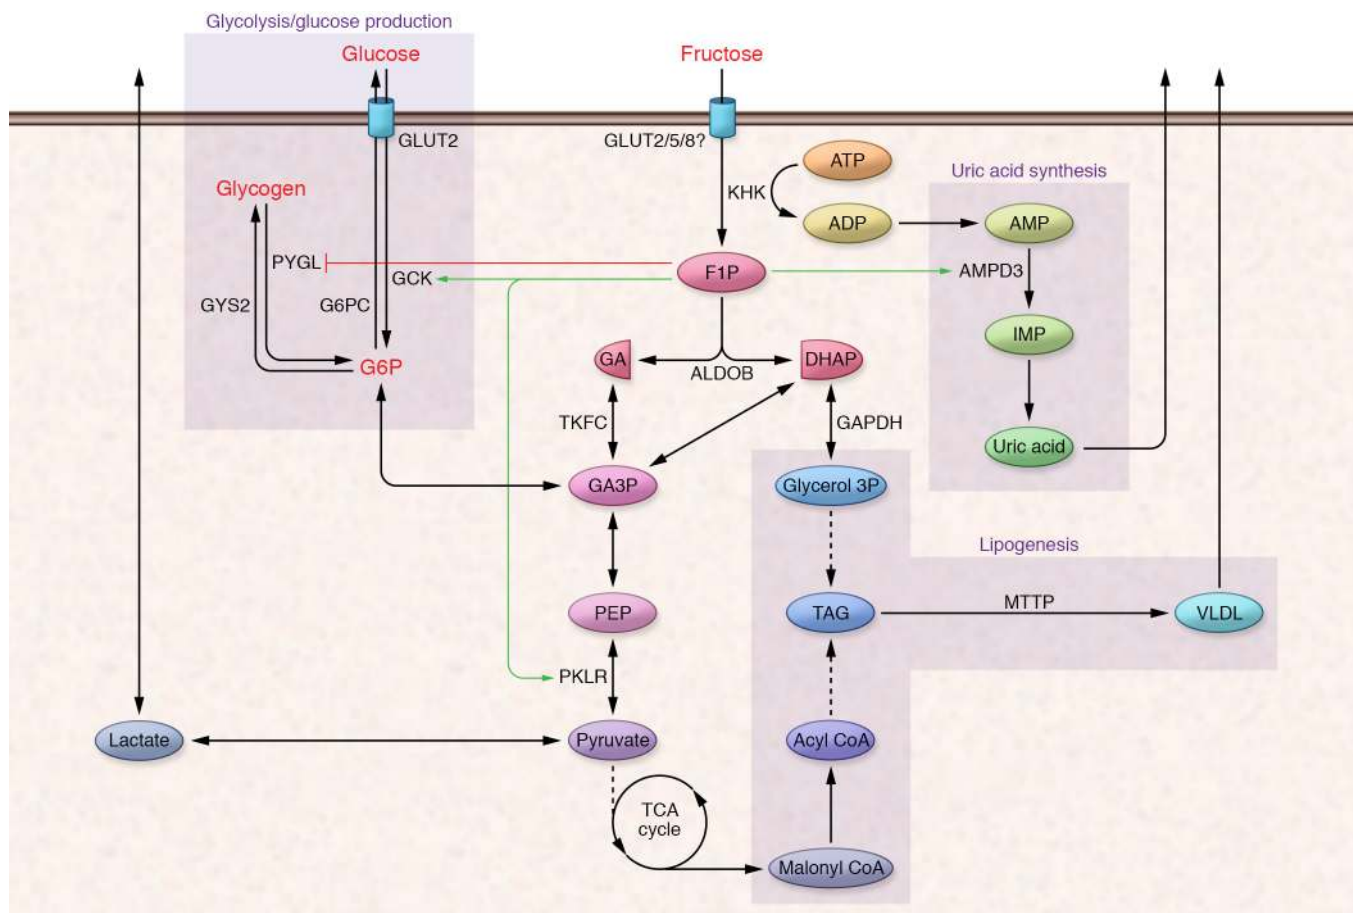 Glycolysis/glucose production
Glucose
Fructose
GLUT2
GLUT2/5/8?
ATP
KHK
Uric acid synthesis
Glycogen
ADP
AMP
PYGL
GCK
F1P
AMPD3
GYS2
G6PC
IMP
G6P
GA
ALDOB
DHAP
TKFC
GAPDH
Uric acid
GA3P
Glycerol 3P
Lipogenesis
PEP
TAG
MTTP
VLDL
PKLR
Lactate
Pyruvate
Acyl CoA
TCA
cycle
Malonyl CoA